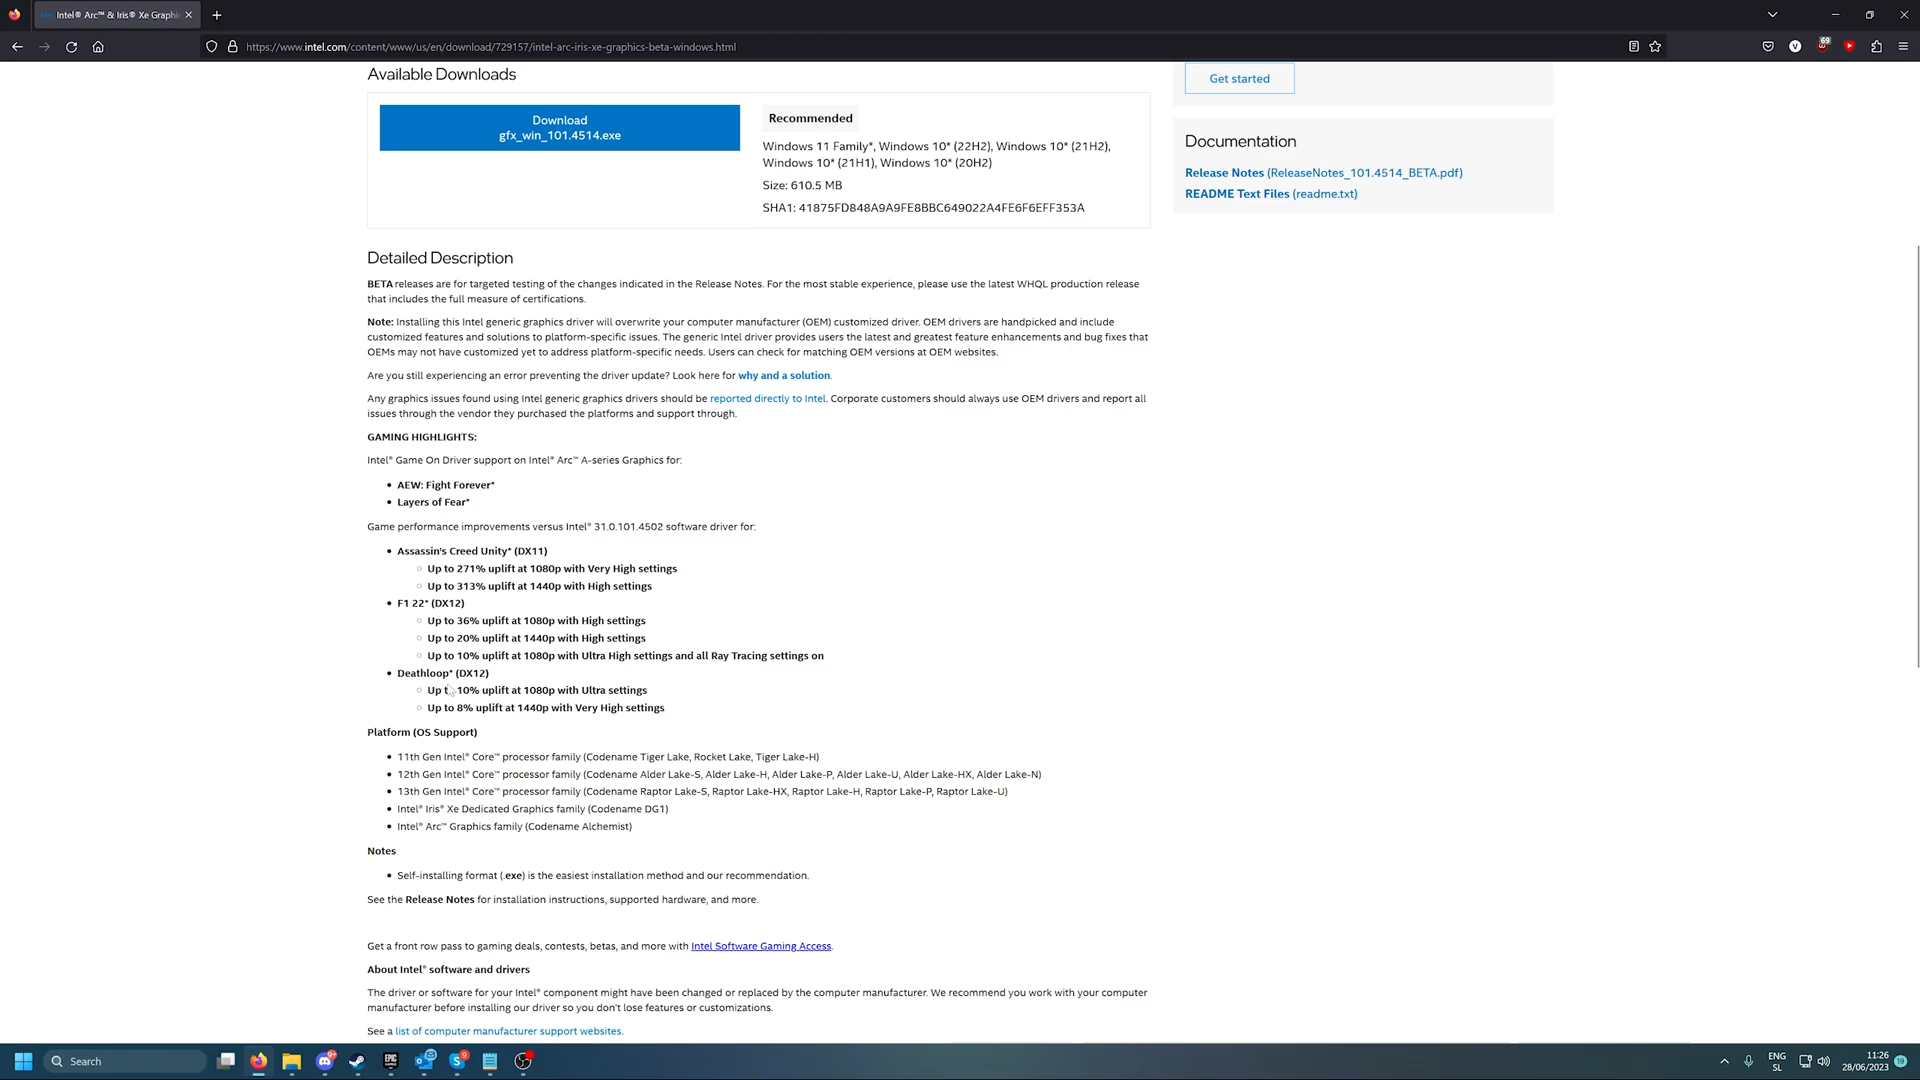 Intel® Arc™ & Iris® Xe Graphic
https://www.intel.com/content/www/us/en/download/729157/intel-arc-iris-xe-graphics-beta-windows.html
69
Available Downloads
Download
gfx_win_101.4514.exe
Recommended
Windows 11 Family*, Windows 10* (22H2), Windows 10* (21H2),
Windows 10* (21H1), Windows 10* (20H2)
Size: 610.5 MB
SHA1: 41875FD848A9A9FE8BBC649022A4FE6F6EFF353A
Get started
Documentation
Release Notes (ReleaseNotes_101.4514_BETA.pdf)
README Text Files (readme.txt)
Detailed Description
BETA releases are for targeted testing of the changes indicated in the Release Notes. For the most stable experience, please use the latest WHQL production release
that includes the full measure of certifications.
Note: Installing this Intel generic graphics driver will overwrite your computer manufacturer (OEM) customized driver. OEM drivers are handpicked and include
customized features and solutions to platform-specific issues. The generic Intel driver provides users the latest and greatest feature enhancements and bug fixes that
OEMs may not have customized yet to address platform-specific needs. Users can check for matching OEM versions at OEM websites.
Are you still experiencing an error preventing the driver update? Look here for why and a solution.
Any graphics issues found using Intel generic graphics drivers should be reported directly to Intel. Corporate customers should always use OEM drivers and report all
issues through the vendor they purchased the platforms and support through.
GAMING HIGHLIGHTS:
Intel® Game On Driver support on Intel® Arc™ A-series Graphics for:
• AEW: Fight Forever*
• Layers of Fear*
Game performance improvements versus Intel® 31.0.101.4502 software driver for:
• Assassin's Creed Unity* (DX11)
○ Up to 271% uplift at 1080p with Very High settings
○ Up to 313% uplift at 1440p with High settings
• F1 22* (DX12)
○ Up to 36% uplift at 1080p with High settings
○ Up to 20% uplift at 1440p with High settings
○ Up to 10% uplift at 1080p with Ultra High settings and all Ray Tracing settings on
• Deathloop* (DX12)
○ Up to 10% uplift at 1080p with Ultra settings
○ Up to 8% uplift at 1440p with Very High settings
Platform (OS Support)
• 11th Gen Intel® Core™ processor family (Codename Tiger Lake, Rocket Lake, Tiger Lake-H)
• 12th Gen Intel® Core™ processor family (Codename Alder Lake-S, Alder Lake-H, Alder Lake-P, Alder Lake-U, Alder Lake-HX, Alder Lake-N)
• 13th Gen Intel® Core™ processor family (Codename Raptor Lake-S, Raptor Lake-HX, Raptor Lake-H, Raptor Lake-P, Raptor Lake-U)
• Intel® Iris® Xe Dedicated Graphics family (Codename DG1)
• Intel® Arc™ Graphics family (Codename Alchemist)
Notes
• Self-installing format (.exe) is the easiest installation method and our recommendation.
See the Release Notes for installation instructions, supported hardware, and more.
Get a front row pass to gaming deals, contests, betas, and more with Intel Software Gaming Access.
About Intel® software and drivers
The driver or software for your Intel® component might have been changed or replaced by the computer manufacturer. We recommend you work with your computer
manufacturer before installing our driver so you don't lose features or customizations.
See a list of computer manufacturer support websites.
Search
9+
EPIC
9
ENG
SL
11:26
28/06/2023
19